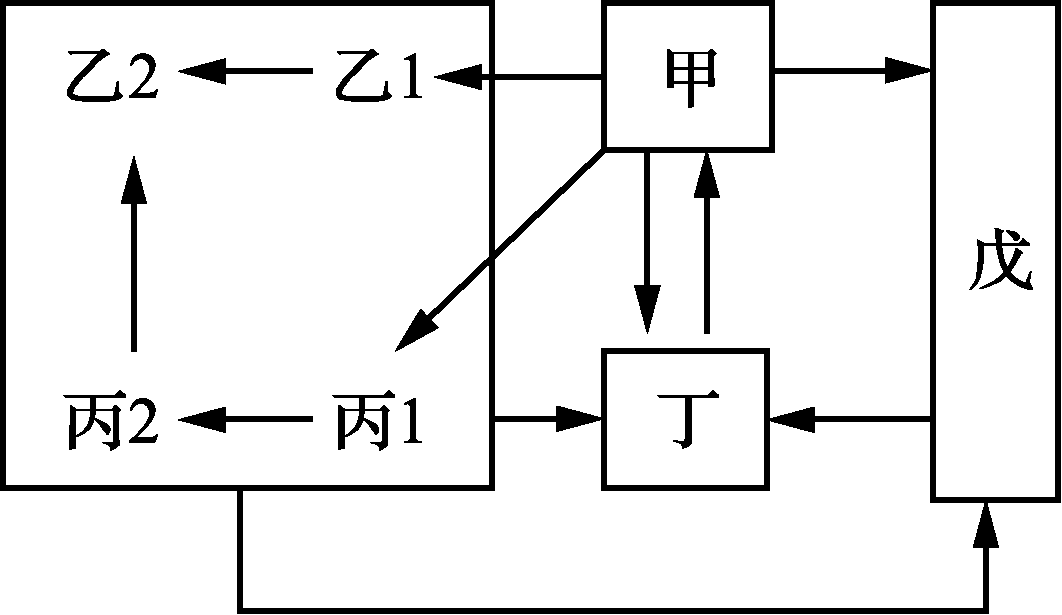 乙2 乙1 甲
戊
丙2 丙1 丁